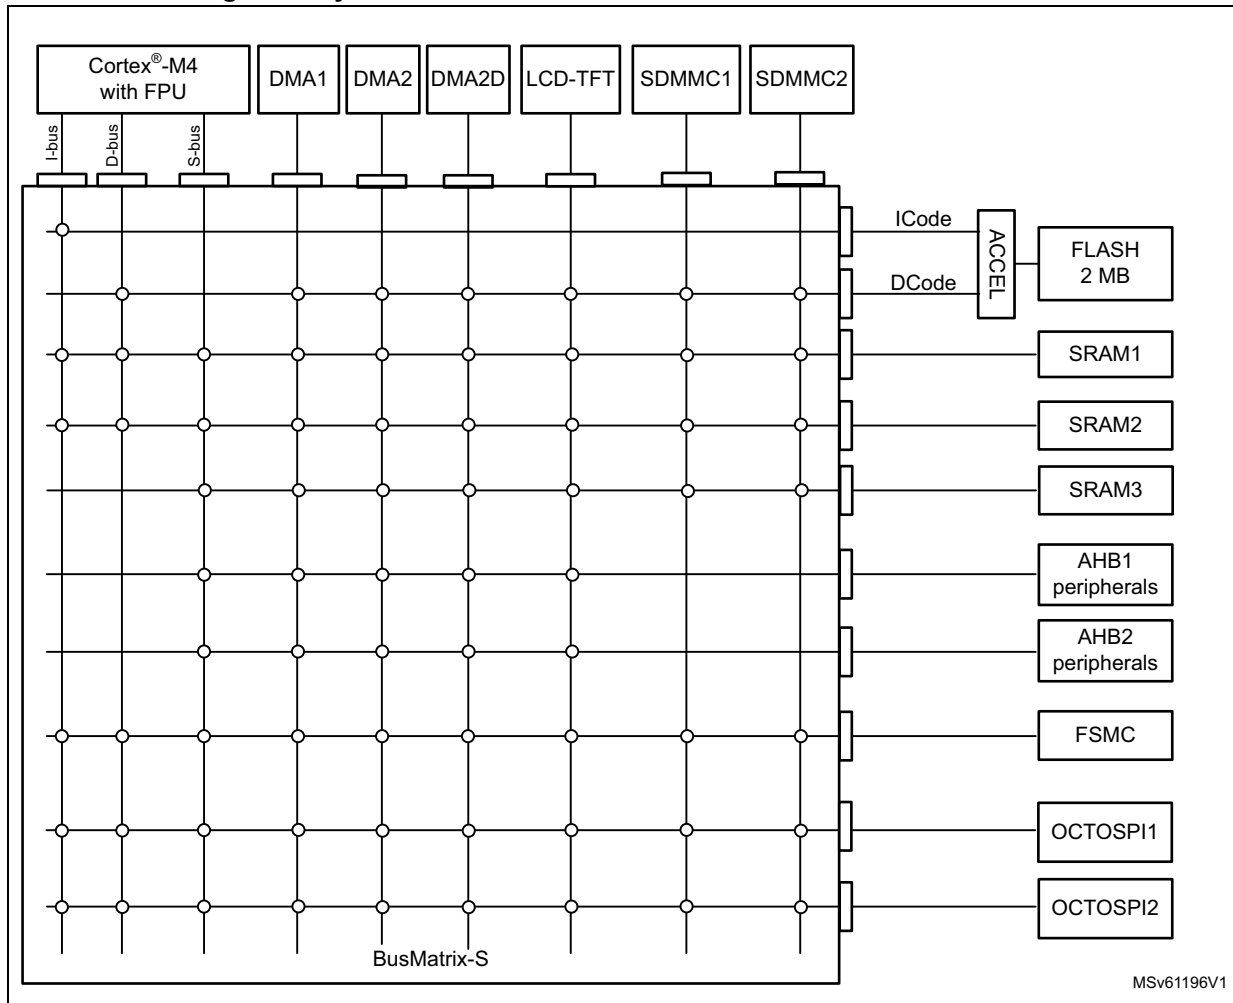 Cortex®-M4
with FPU
DMA1
DMA2
DMA2D
LCD-TFT
SDMMC1
SDMMC2
I-bus
D-bus
S-bus
ICode
DCode
ACCEL
FLASH
2 MB
SRAM1
SRAM2
SRAM3
AHB1
peripherals
AHB2
peripherals
FSMC
OCTOSPI1
OCTOSPI2
BusMatrix-S
MSv61196V1